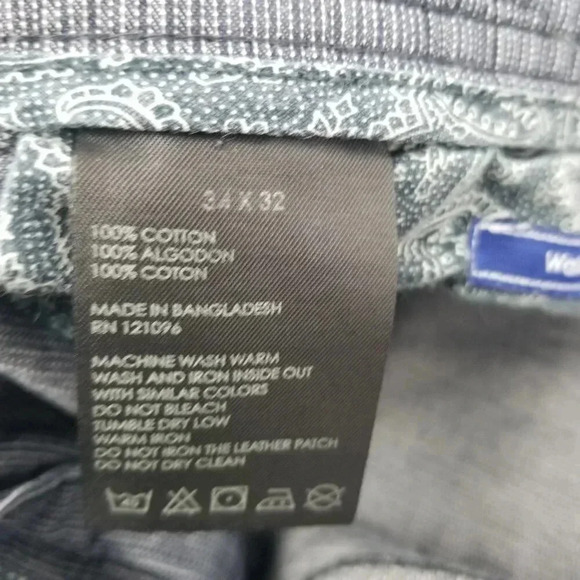 34 X 32
100% COTTON
100% ALGODON
100% COTON
MADE IN BANGLADESH
RN 121096
MACHINE WASH WARM
WASH AND IRON INSIDE OUT
WITH SIMILAR COLORS
DO NOT BLEACH
TUMBLE DRY LOW
WARM IRON
DO NOT IRON THE LEATHER PATCH
DO NOT DRY CLEAN
40